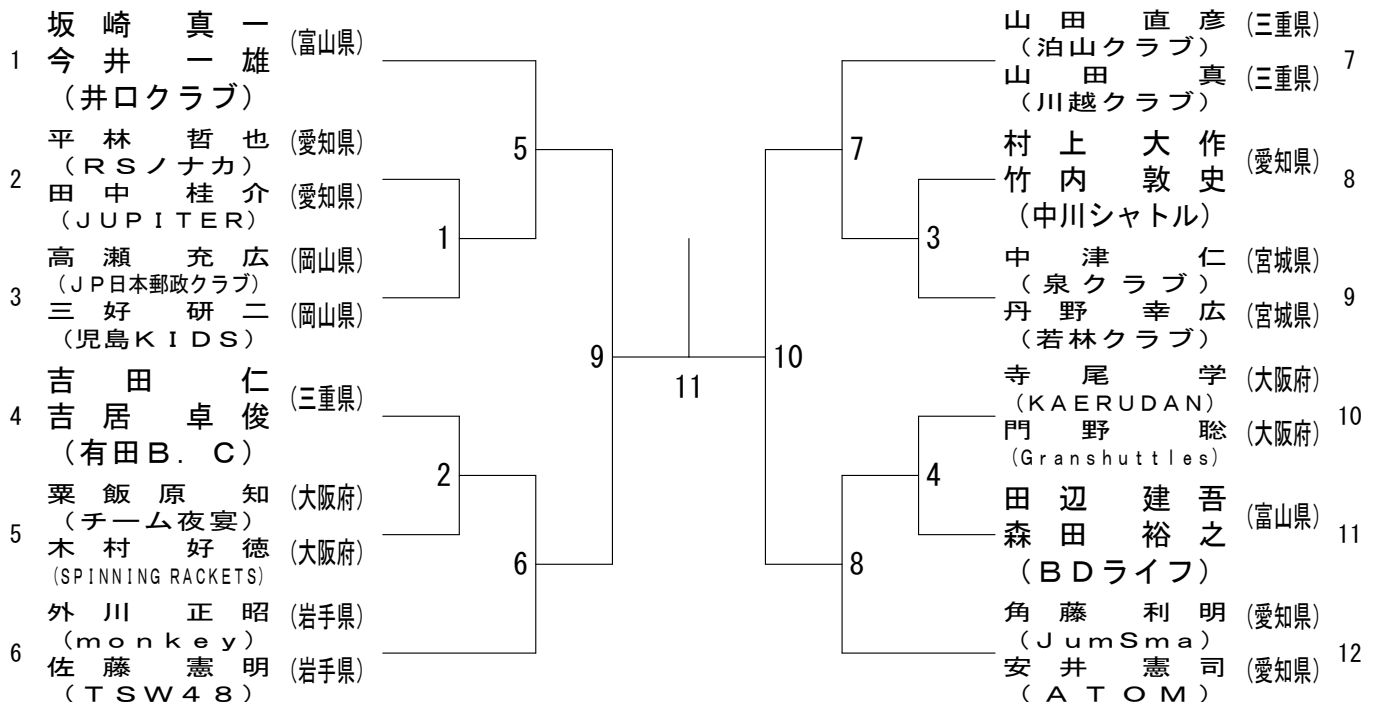 1
坂崎 真一
今井 一雄
(井口クラブ)
(富山県)
2
平林 哲也
(RSノナカ)
(愛知県)
田中 桂介
(JUPITER)
(愛知県)
3
高瀬 充広
(JP日本郵政クラブ)
(岡山県)
三好 研二
(児島KIDS)
(岡山県)
4
吉田 仁
吉居 卓俊
(有田B.C)
(三重県)
5
粟飯原 知
(チーム夜宴)
(大阪府)
木村 好徳
(SPINNING RACKETS)
(大阪府)
6
外川 正昭
(monkey)
(岩手県)
佐藤 憲明
(TSW48)
(岩手県)
5
1
2
6
9
11
10
7
3
4
8
山田 直彦
(泊山クラブ)
(三重県)
山田 真
(川越クラブ)
(三重県)
7
村上 大作
竹内 敦史
(中川シャトル)
(愛知県)
8
中津 仁
(泉クラブ)
(宮城県)
丹野 幸広
(若林クラブ)
(宮城県)
9
寺尾 学
(KAERUDAN)
(大阪府)
門野 聡
(Granshuttles)
(大阪府)
10
田辺 建吾
森田 裕之
(BDライフ)
(富山県)
11
角藤 利明
(JumSma)
(愛知県)
安井 憲司
(ATOM)
(愛知県)
12